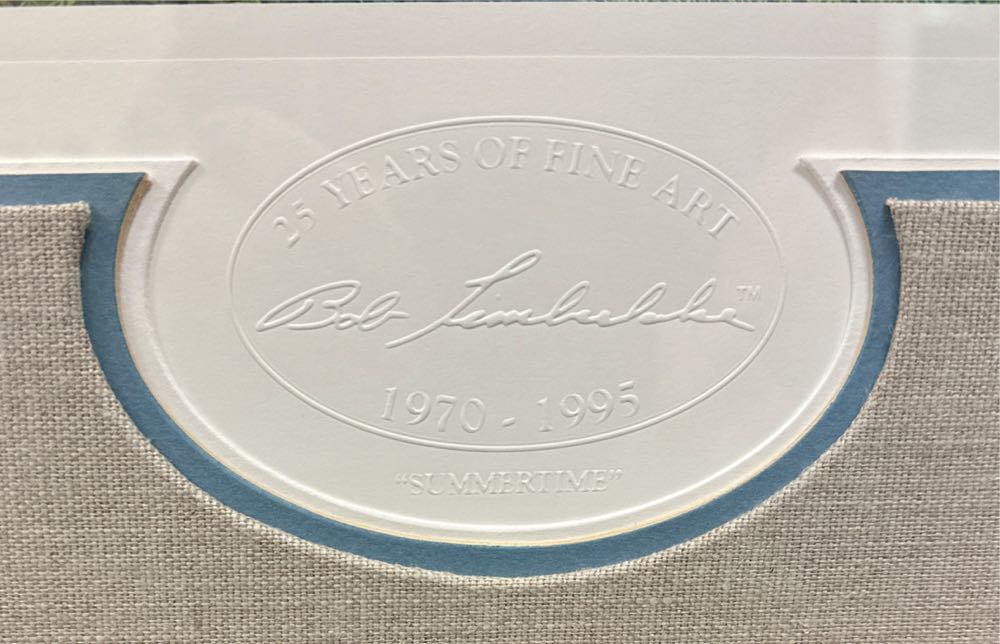 25 YEARS OF FINE ART
Bob Timberlake™
1970 - 1995
"SUMMERTIME"